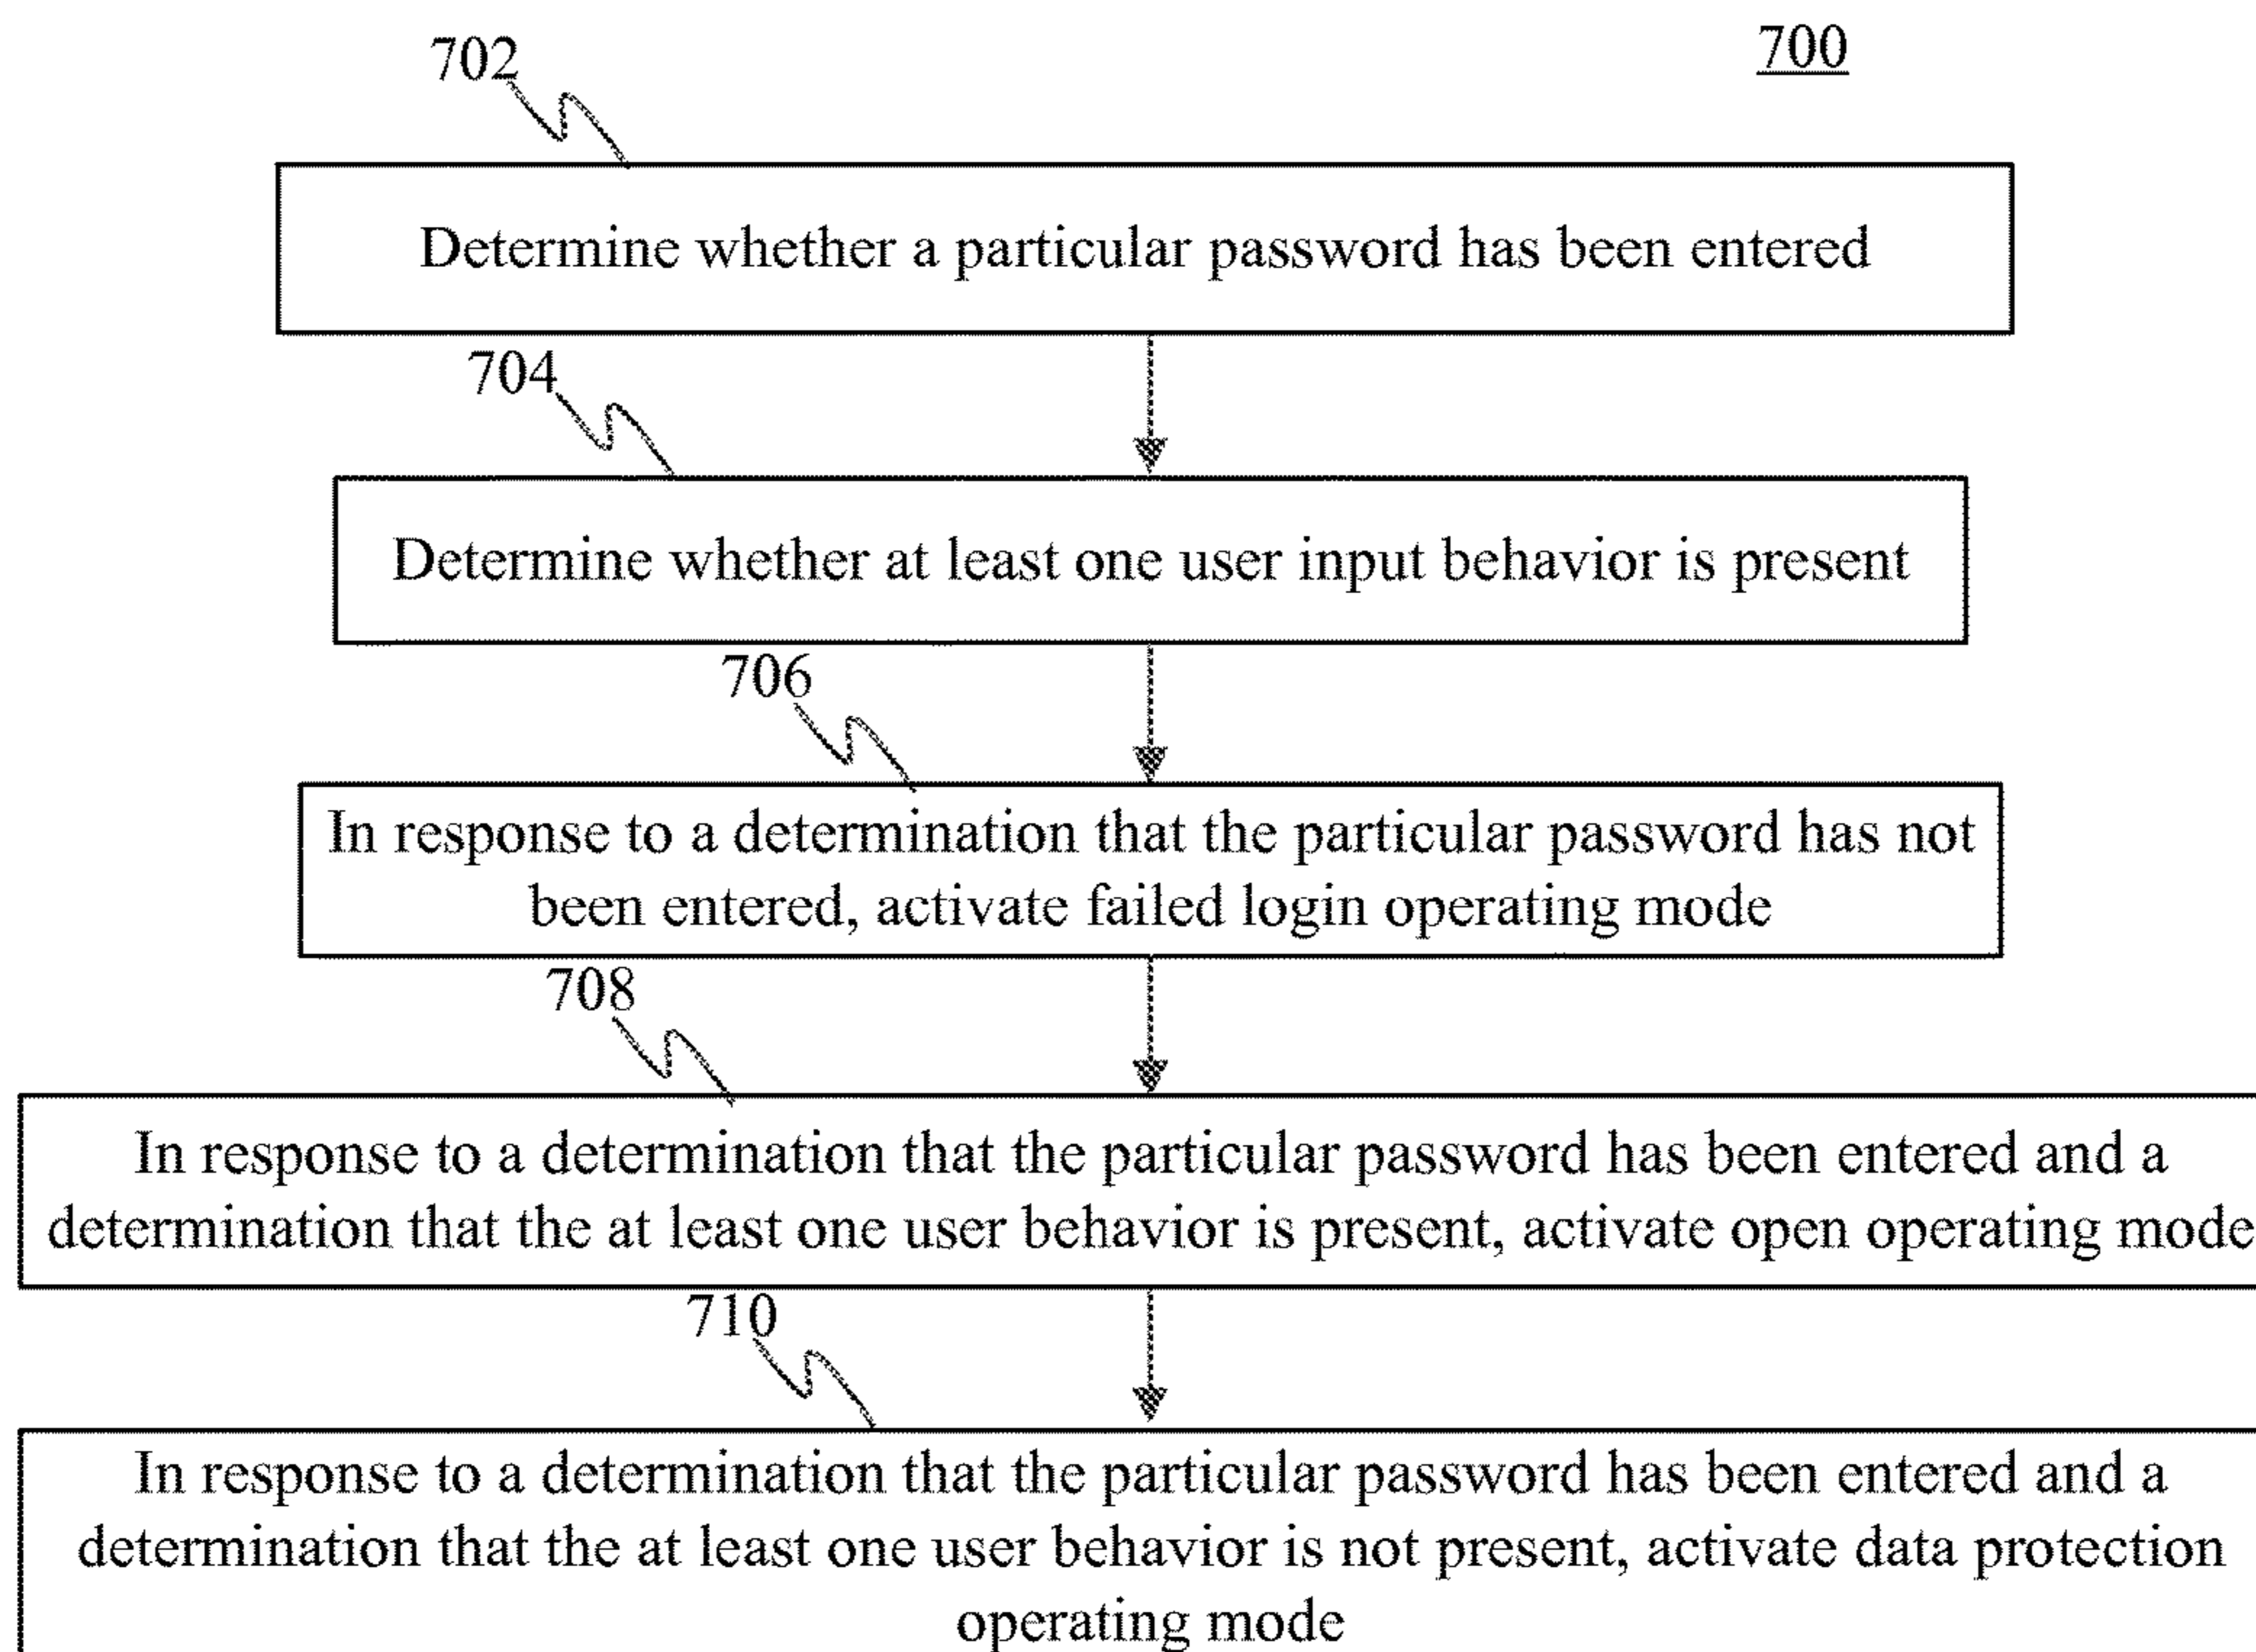 700
702
Determine whether a particular password has been entered
704
Determine whether at least one user input behavior is present
706
In response to a determination that the particular password has not
been entered, activate failed login operating mode
708
In response to a determination that the particular password has been entered and a
determination that the at least one user behavior is present, activate open operating mode
710
In response to a determination that the particular password has been entered and a
determination that the at least one user behavior is not present, activate data protection
operating mode